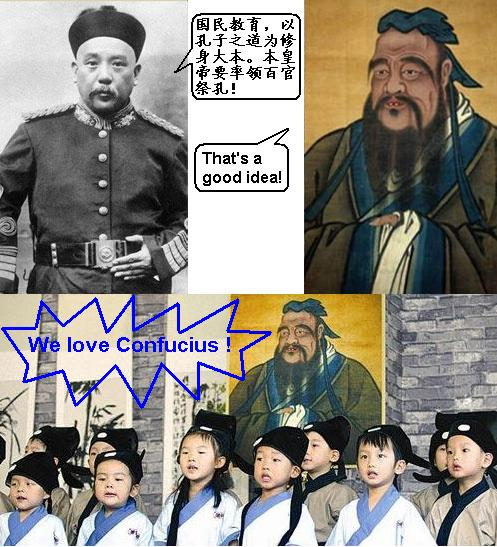 国民教育，以
孔子之道为修
身大本。本皇
帝要率领百官
祭孔!
That's a
good idea!
We love Confucius !